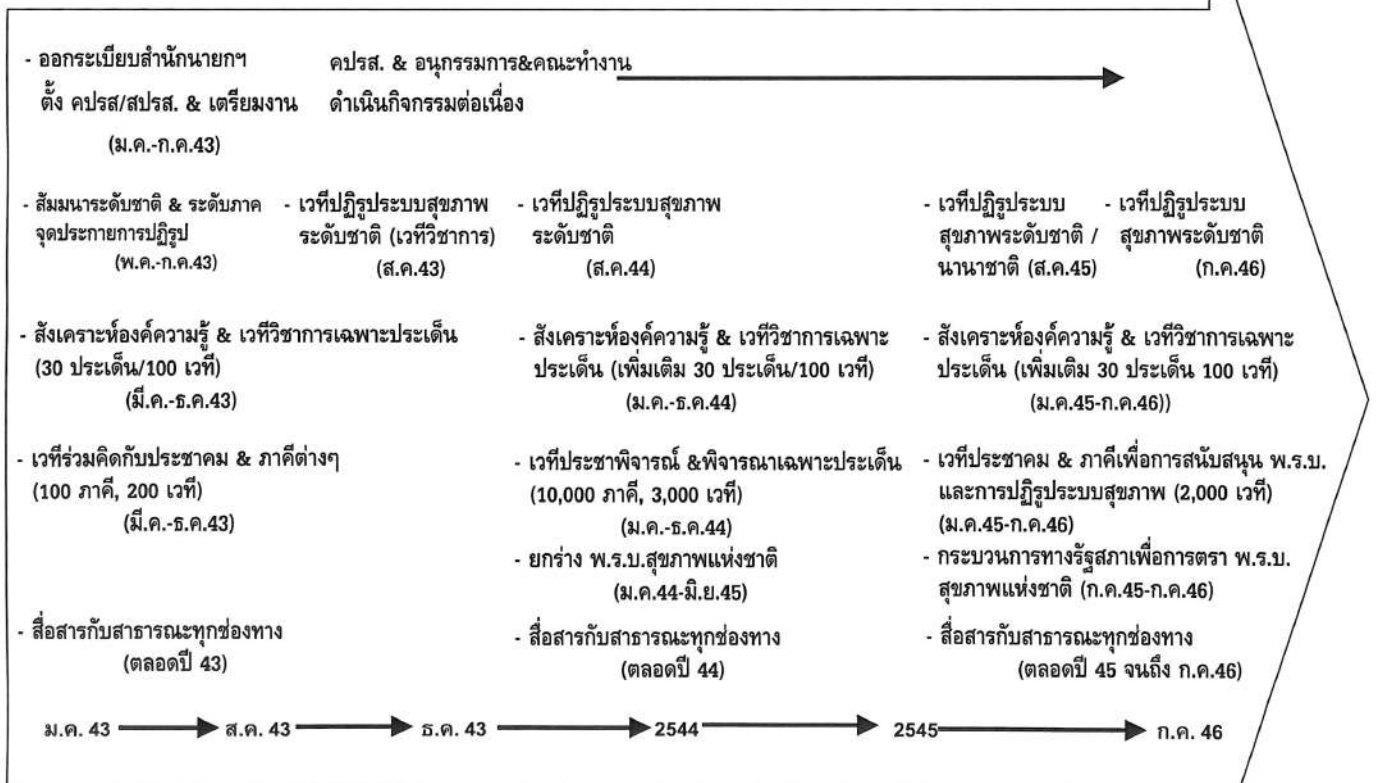 - ออกระเบียบสำนักนายกฯ
ตั้ง คปรส/สปรส. & เตรียมงาน
(ม.ค.-ก.ค.43)
คปรส. & อนุกรรมการ&คณะทำงาน
ดำเนินกิจกรรมต่อเนื่อง
- สัมมนาระดับชาติ & ระดับภาค
จุดประกายการปฏิรูป
(พ.ค.-ก.ค.43)
- เวทีปฏิรูประบบสุขภาพ
ระดับชาติ (เวทีวิชาการ)
(ส.ค.43)
- เวทีปฏิรูประบบสุขภาพ
ระดับชาติ
(ส.ค.44)
- เวทีปฏิรูประบบ
สุขภาพระดับชาติ /
นานาชาติ (ส.ค.45)
- เวทีปฏิรูประบบ
สุขภาพระดับชาติ
(ก.ค.46)
- สังเคราะห์องค์ความรู้ & เวทีวิชาการเฉพาะประเด็น
(30 ประเด็น/100 เวที)
(มี.ค.-ธ.ค.43)
- สังเคราะห์องค์ความรู้ & เวทีวิชาการเฉพาะ
ประเด็น (เพิ่มเติม 30 ประเด็น/100 เวที)
(ม.ค.-ธ.ค.44)
- สังเคราะห์องค์ความรู้ & เวทีวิชาการเฉพาะ
ประเด็น (เพิ่มเติม 30 ประเด็น 100 เวที)
(ม.ค.45-ก.ค.46))
- เวทีร่วมคิดกับประชาคม & ภาคีต่างๆ
(100 ภาคี, 200 เวที)
(มี.ค.-ธ.ค.43)
- เวทีประชาพิจารณ์ &พิจารณาเฉพาะประเด็น
(10,000 ภาคี, 3,000 เวที)
(ม.ค.-ธ.ค.44)
- ยกร่าง พ.ร.บ.สุขภาพแห่งชาติ
(ม.ค.44-มิ.ย.45)
- เวทีประชาคม & ภาคีเพื่อการสนับสนุน พ.ร.บ.
และการปฏิรูประบบสุขภาพ (2,000 เวที)
(ม.ค.45-ก.ค.46)
- กระบวนการทางรัฐสภาเพื่อการตรา พ.ร.บ.
สุขภาพแห่งชาติ (ก.ค.45-ก.ค.46)
- สื่อสารกับสาธารณะทุกช่องทาง
(ตลอดปี 43)
- สื่อสารกับสาธารณะทุกช่องทาง
(ตลอดปี 44)
- สื่อสารกับสาธารณะทุกช่องทาง
(ตลอดปี 45 จนถึง ก.ค.46)
ม.ค. 43 ส.ค. 43 ธ.ค. 43 2544 2545 ก.ค. 46